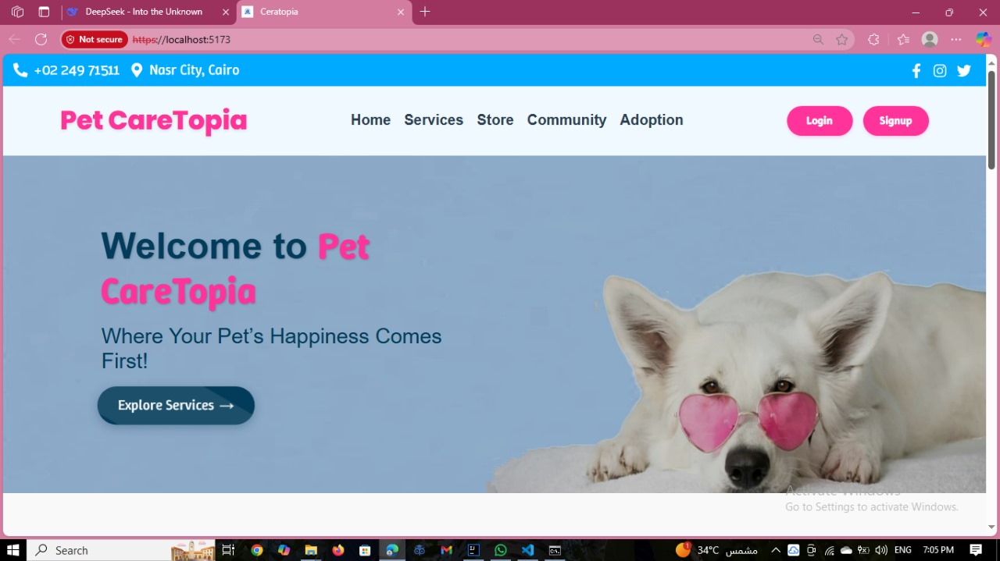 DeepSeek - Into the Unknown
Ceratopia
Not secure
https://localhost:5173
+02 249 71511
Nasr City, Cairo
Pet CareTopia
Home
Services
Store
Community
Adoption
Login
Signup
Welcome to Pet
CareTopia
Where Your Pet’s Happiness Comes
First!
Explore Services →
Activate Windows
Go to Settings to activate Windows.
Search
1
34°C
مشمس
ENG
7:05 PM